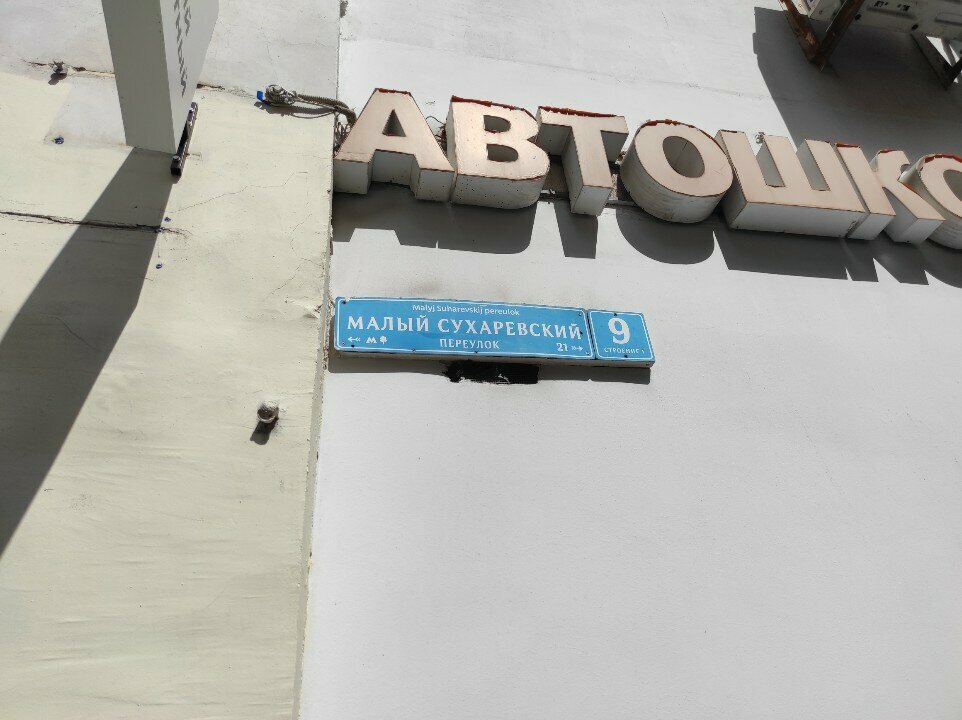 АВТОШКО
Malyj Suharevskij pereulok
МАЛЫЙ СУХАРЕВСКИЙ
ПЕРЕУЛОК
М
21
9
СТРОЕНИЕ 1